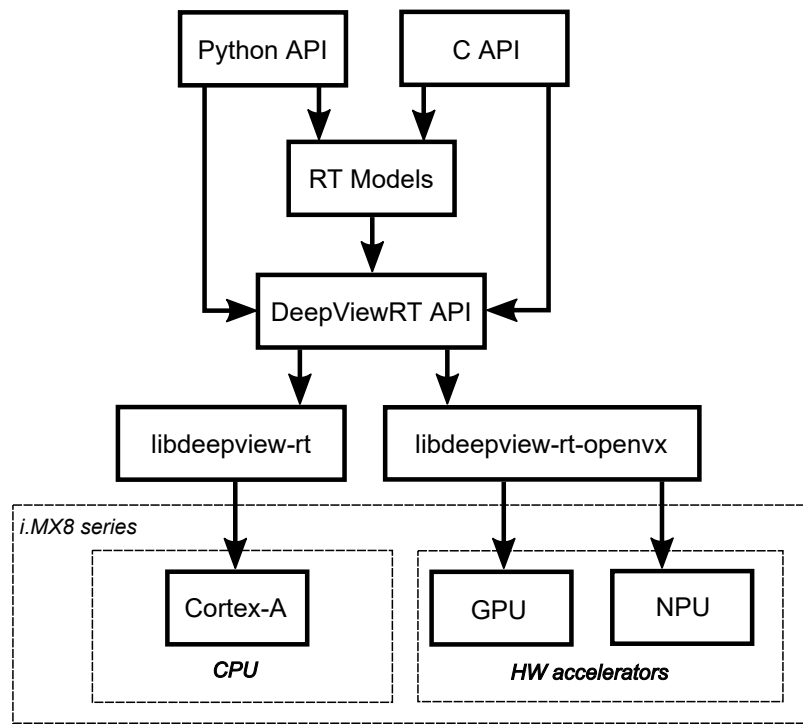 Python API
C API
RT Models
DeepViewRT API
libdeepview-rt
libdeepview-rt-openvx
i.MX8 series
Cortex-A
GPU
NPU
CPU
HW accelerators